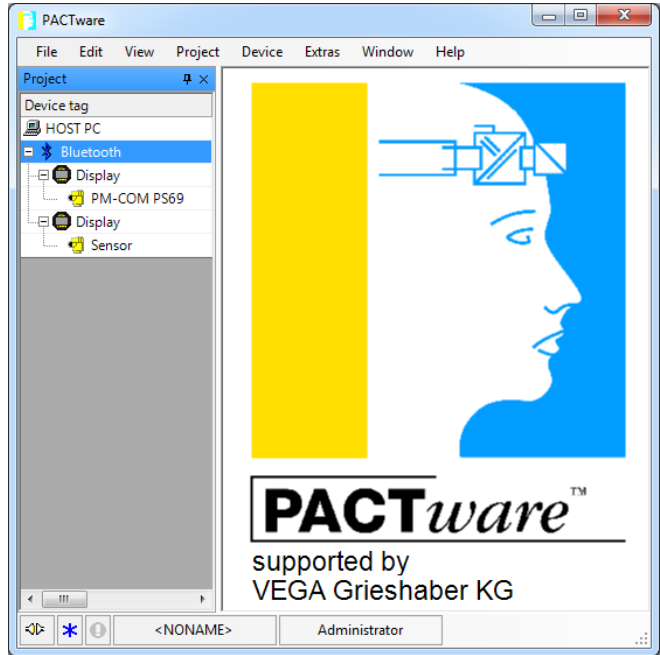 PACTware
File Edit View Project Device Extras Window Help
Project
Device tag
HOST PC
Bluetooth
Display
PM-COM PS69
Display
Sensor
PACTware™
supported by
VEGA Grieshaber KG
<NONAME> Administrator